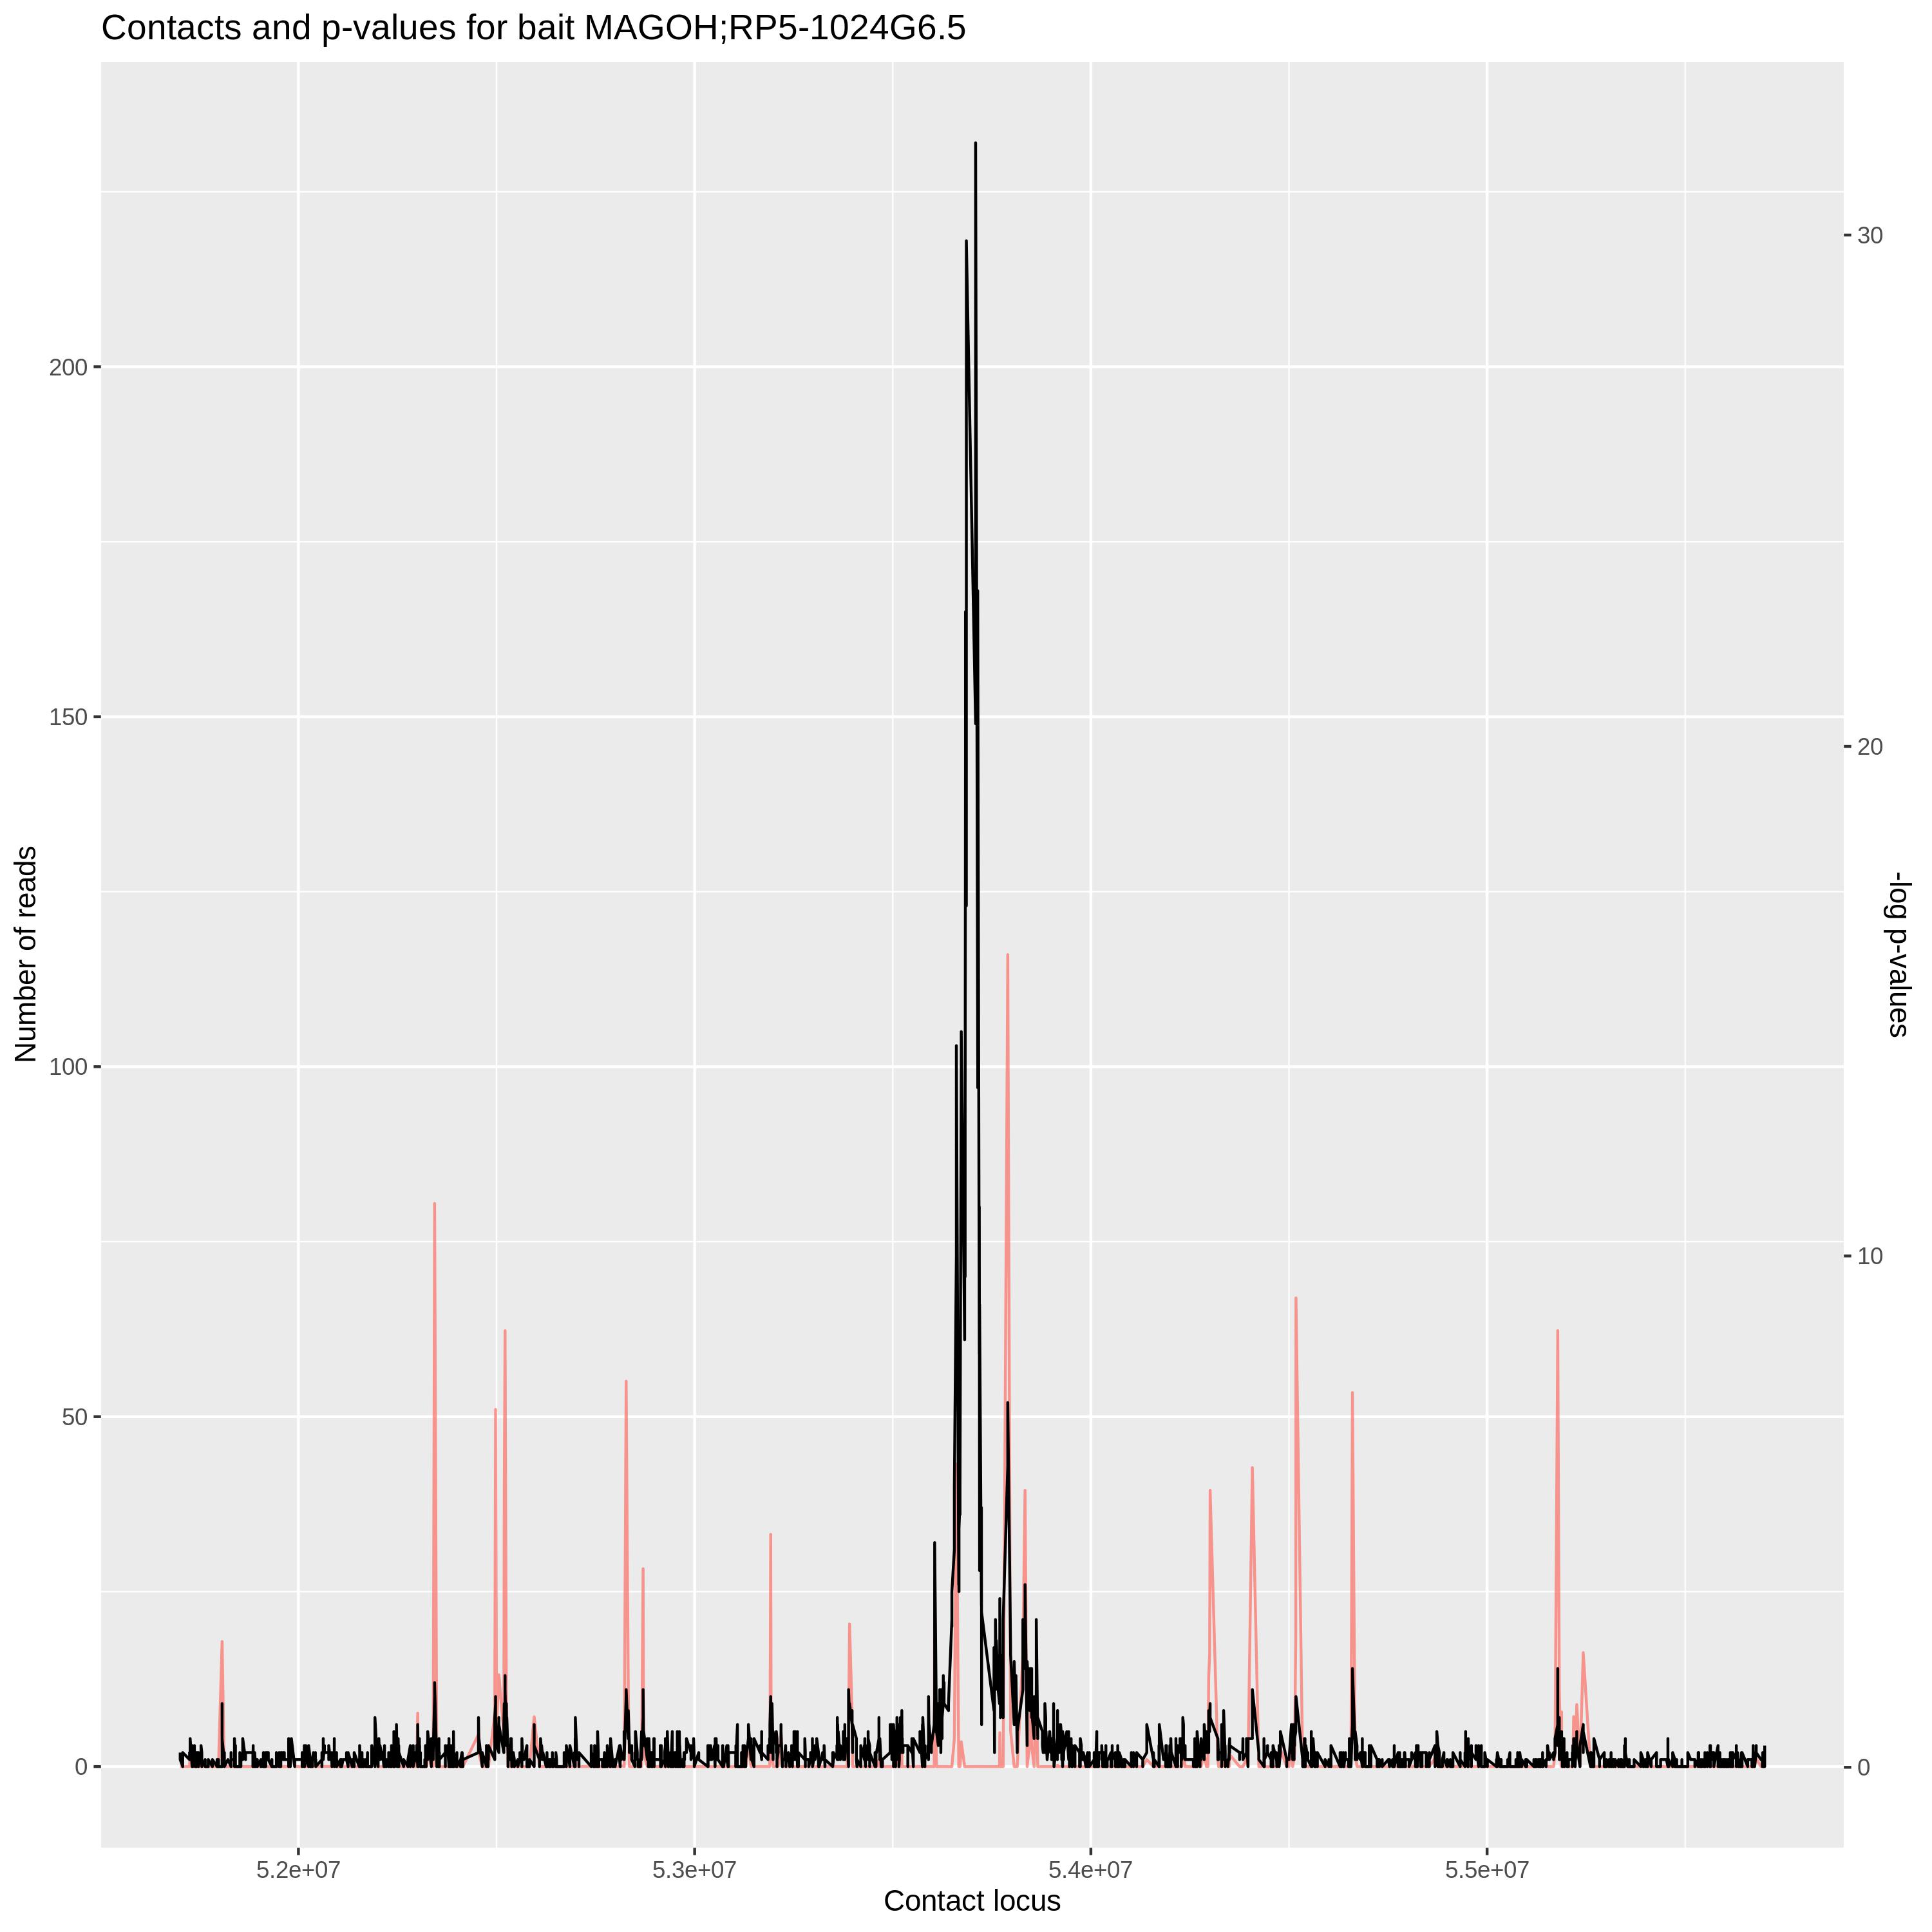 Contacts and p-values for bait MAGOH;RP5-1024G6.5
Number of reads
200
150
100
50
0
30
20
10
0
-log p-values
5.2e+07 5.3e+07 5.4e+07 5.5e+07
Contact locus